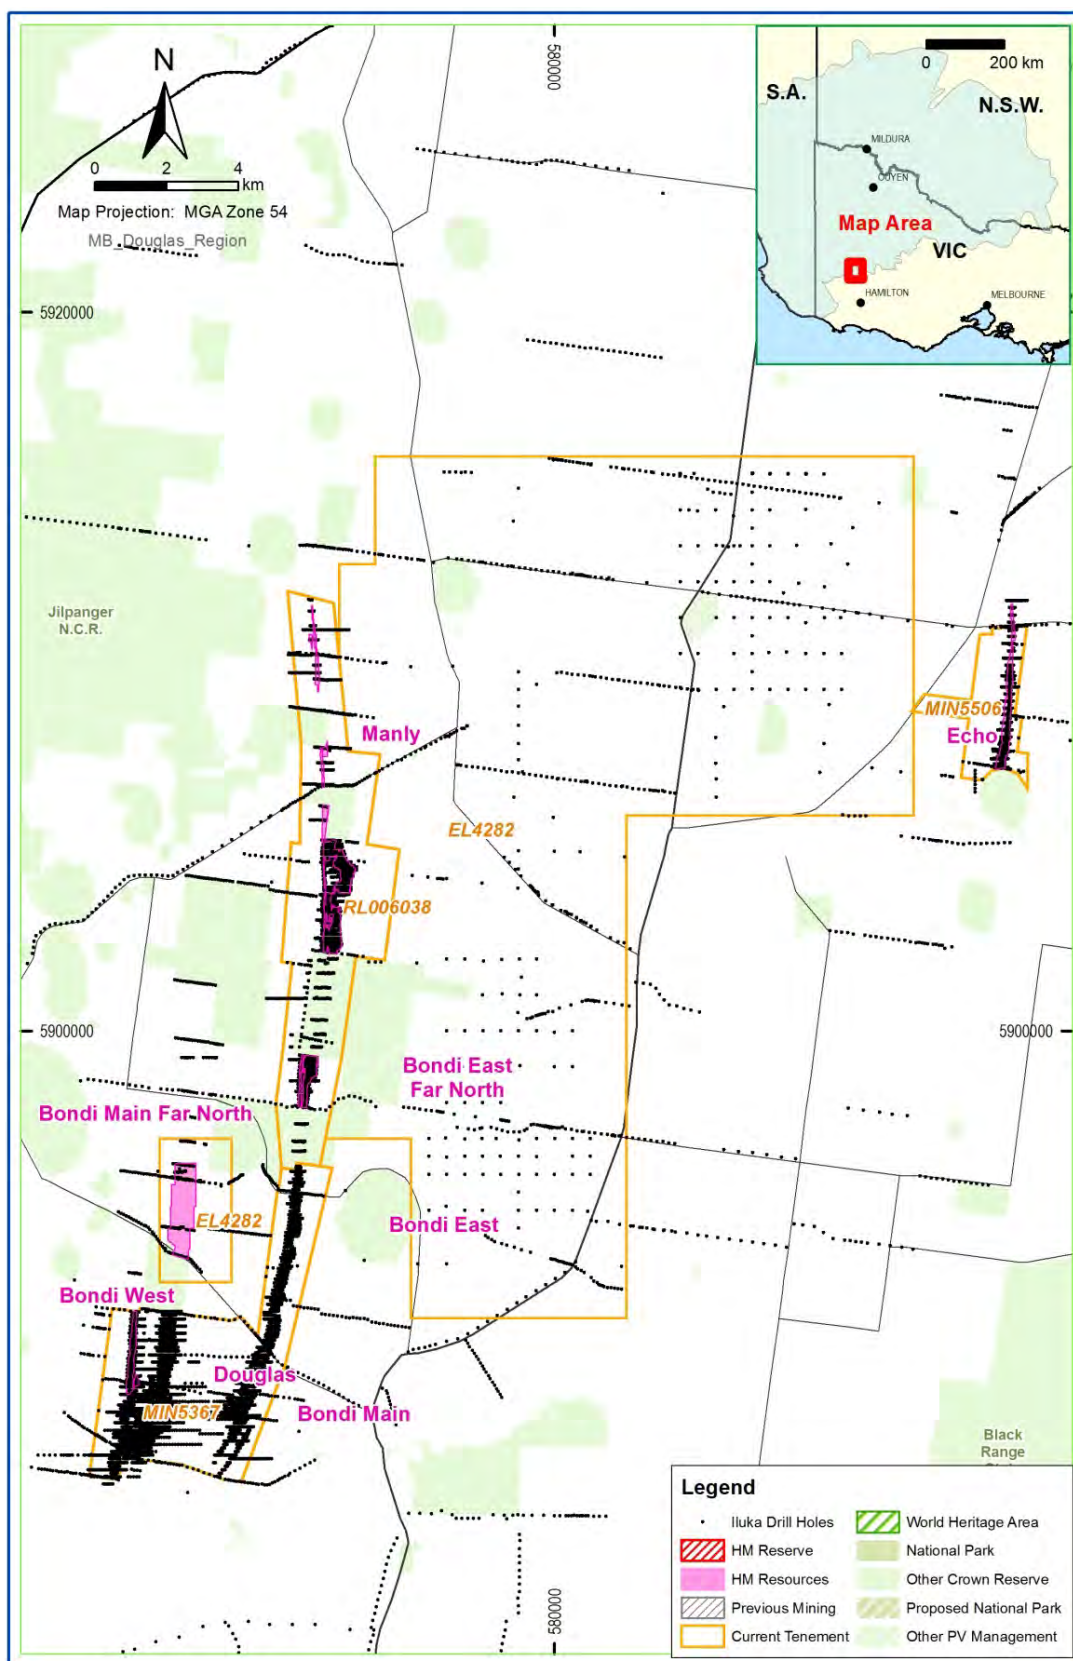 N
0 2 4
km
Map Projection: MGA Zone 54
MB_Douglas_Region
580000
0 200 km
S.A.
N.S.W.
MILDURA
OUYEN
Map Area
VIC
HAMILTON
MELBOURNE
5920000
Jilpanger
N.C.R.
MIN5506
Echo
Manly
EL4282
RL006038
5900000
5900000
Bondi East
Far North
Bondi Main Far North
EL4282
Bondi East
Bondi West
Douglas
MIN5367
Bondi Main
Black
Range
580000
Legend
Iluka Drill Holes
HM Reserve
HM Resources
Previous Mining
Current Tenement
World Heritage Area
National Park
Other Crown Reserve
Proposed National Park
Other PV Management